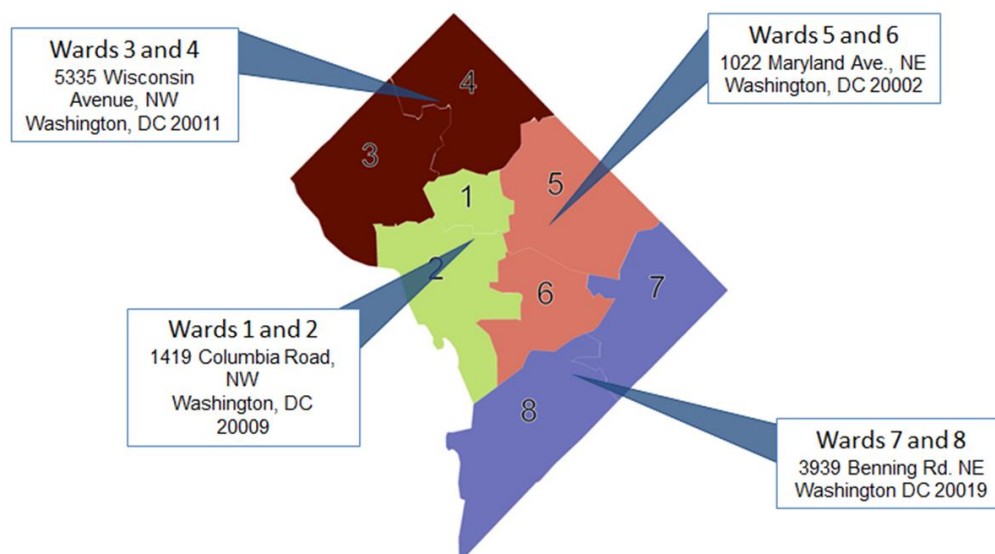 Wards 3 and 4
5335 Wisconsin
Avenue, NW
Washington, DC 20011
Wards 5 and 6
1022 Maryland Ave., NE
Washington, DC 20002
4
3
1
5
2
6
7
8
Wards 1 and 2
1419 Columbia Road,
NW
Washington, DC
20009
Wards 7 and 8
3939 Benning Rd. NE
Washington DC 20019